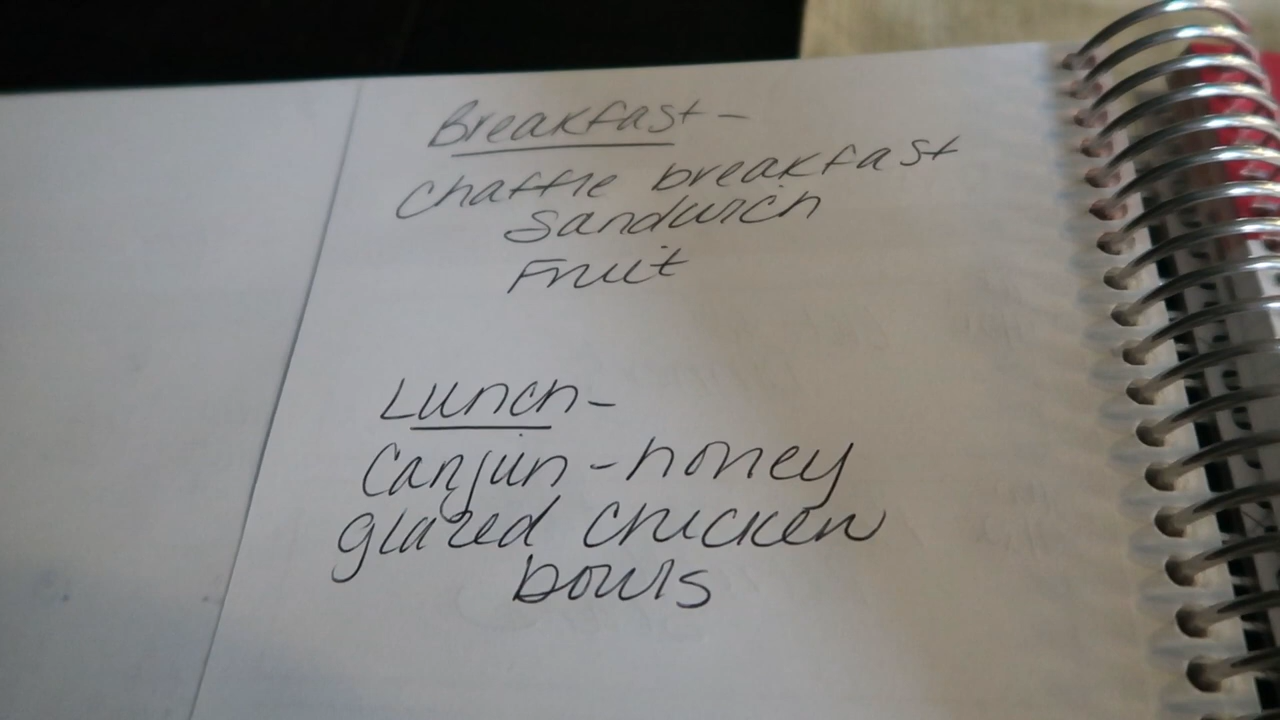 Breakfast-
Chaffle breakfast
Sandwich
Fruit
Lunch-
Canjun-honey
glazed chicken
bowls